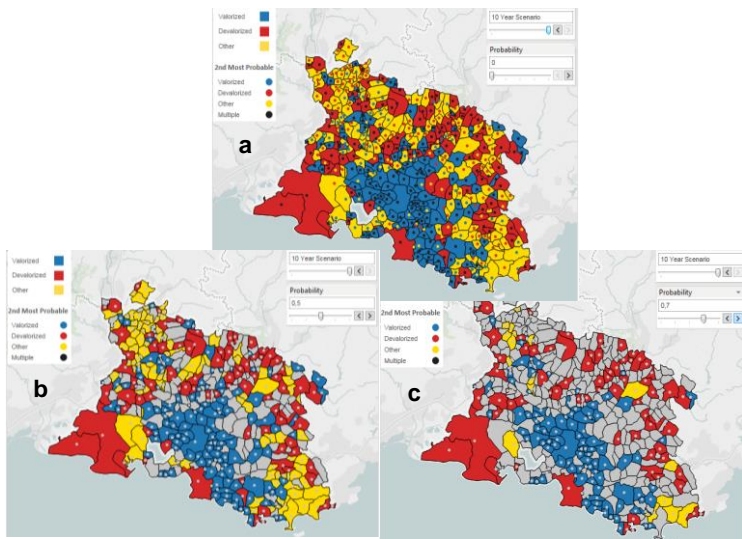 Valorized
Devalorized
Other
2nd Most Probable
Valorized
Devalorized
Other
Multiple
10 Year Scenario
Probability
0
a
Valorized
Devalorized
Other
2nd Most Probable
Valorized
Devalorized
Other
Multiple
10 Year Scenario
Probability
0,5
b
2nd Most Probable
Valorized
Devalorized
Other
Multiple
10 Year Scenario
Probability
0,7
c